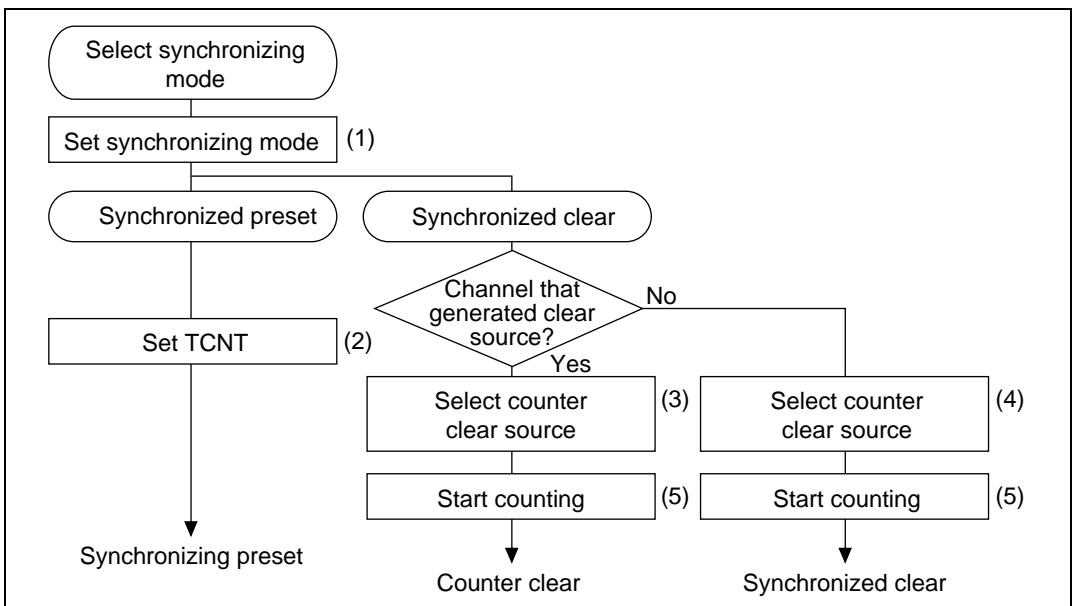 Select synchronizing
mode
Set synchronizing mode
(1)
Synchronized preset
Synchronized clear
Channel that
generated clear
source?
No
Yes
Set TCNT
(2)
Select counter
clear source
(3)
Select counter
clear source
(4)
Start counting
(5)
Start counting
(5)
Synchronizing preset
Counter clear
Synchronized clear